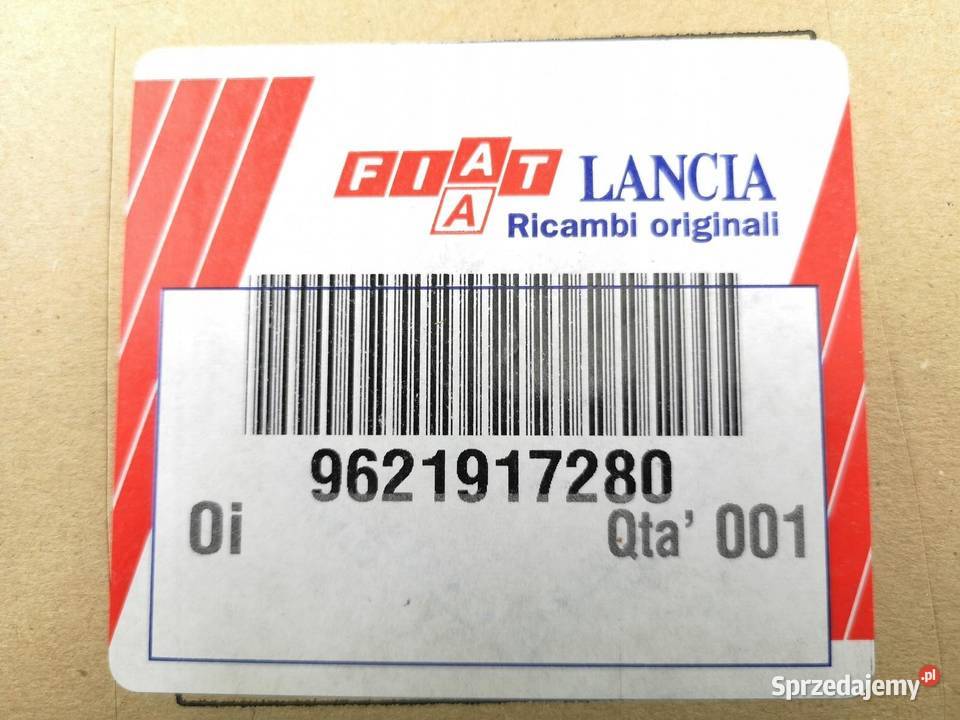 FIAT LANCIA
A
Ricambi originali
9621917280
Oi Qta' 001
Sprzedajemy.pl